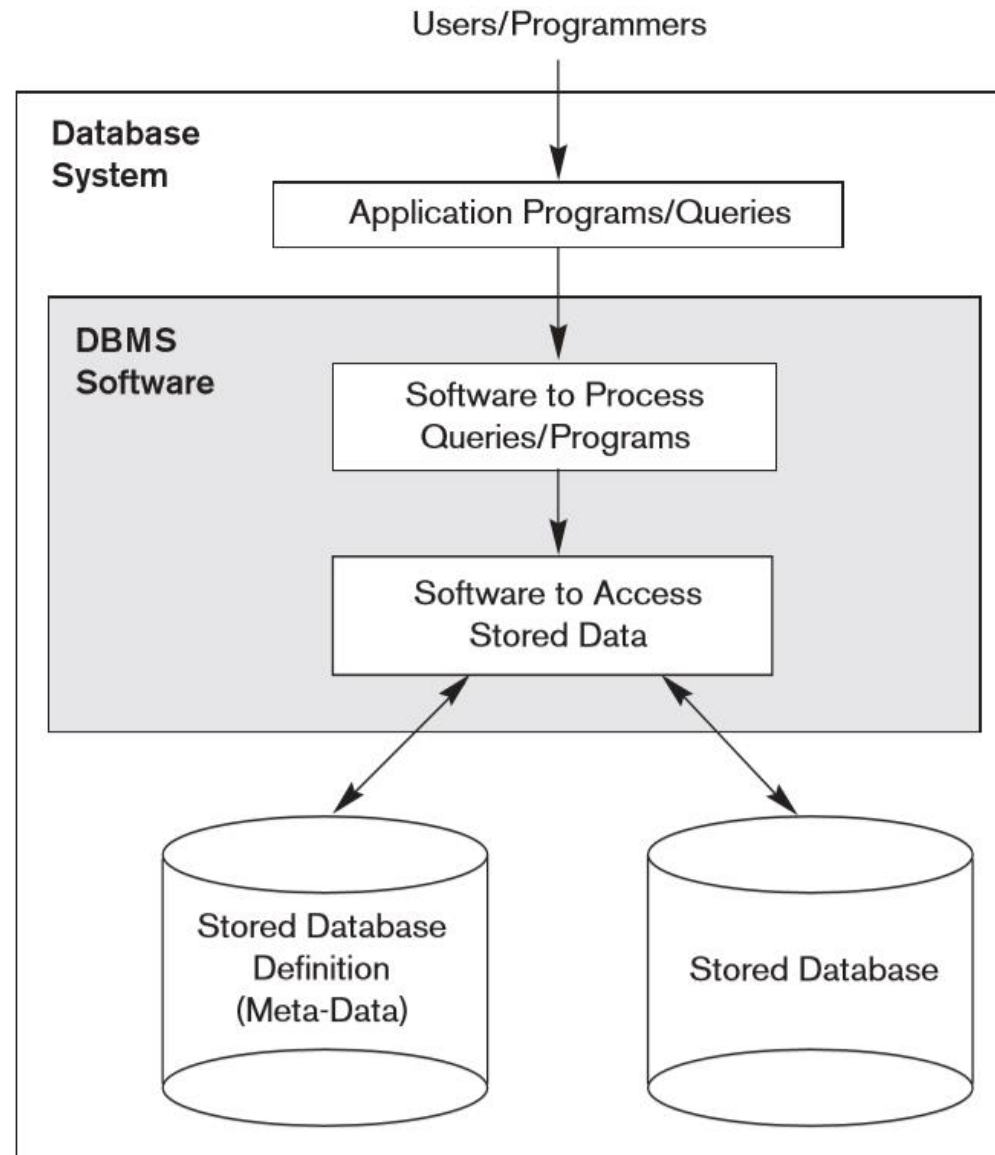 Users/Programmers
Database
System
Application Programs/Queries
DBMS
Software
Software to Process
Queries/Programs
Software to Access
Stored Data
Stored Database
Definition
(Meta-Data)
Stored Database